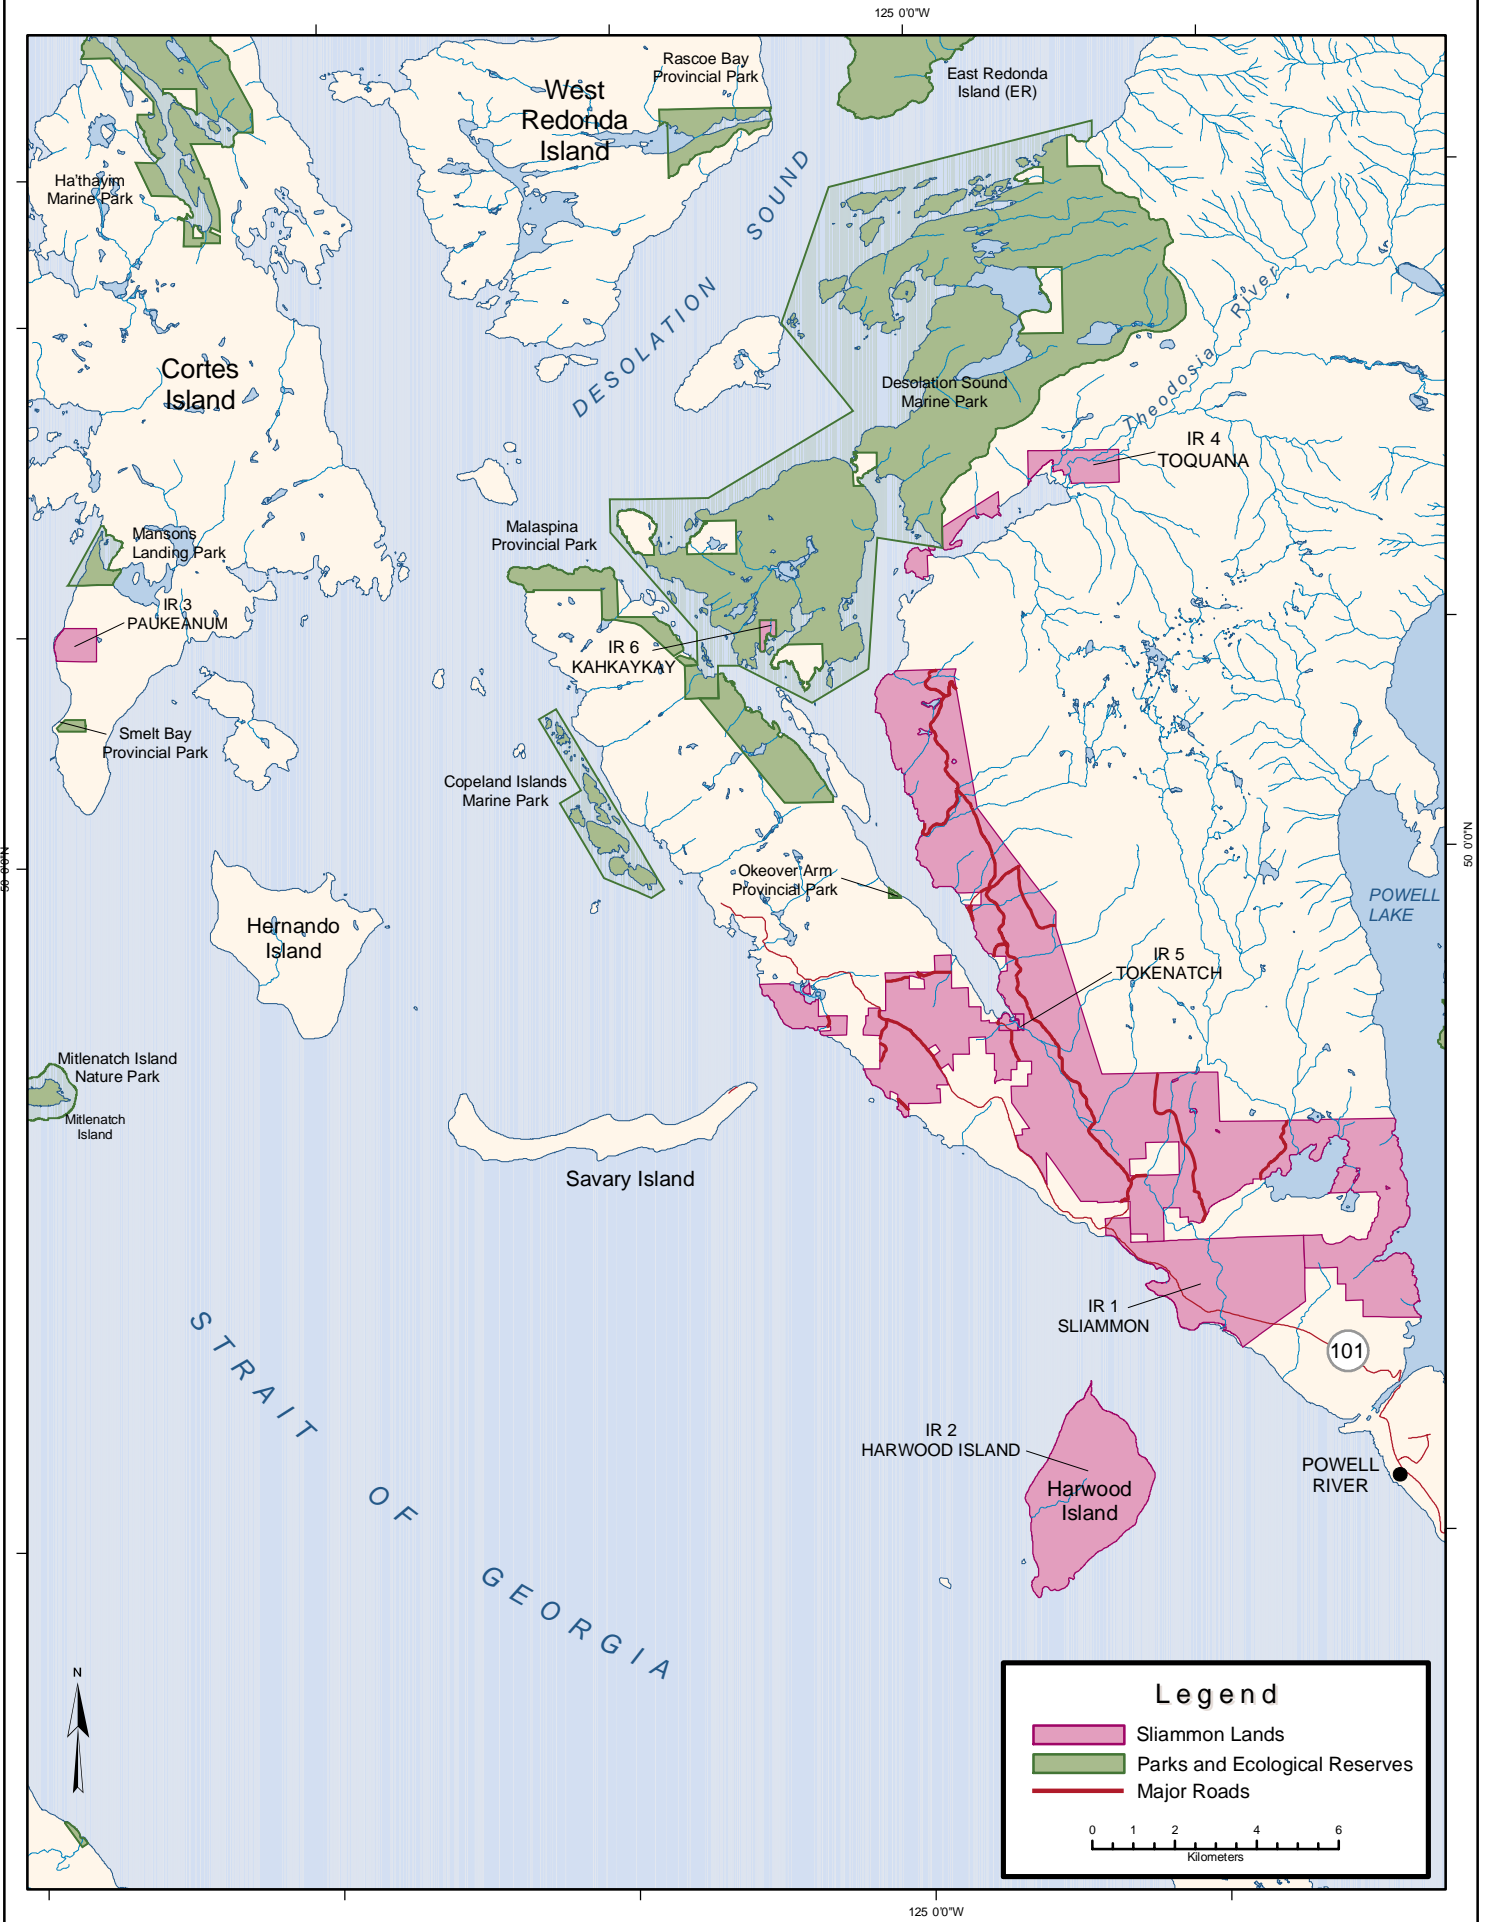 125 0'0"W
Rascoe Bay
Provincial Park
East Redonda
Island (ER)
West
Redonda
Island
Ha'thayim
Marine Park
DESOLATION SOUND
Theodosia River
Cortes
Island
Desolation Sound
Marine Park
IR 4
TOQUANA
Malaspina
Provincial Park
Mansons
Landing Park
IR 3
PAUKEANUM
IR 6
KAHKAYKAY
Smelt Bay
Provincial Park
Copeland Islands
Marine Park
50 0'0"N
50 0'0"N
Okeover Arm
Provincial Park
POWELL
LAKE
Hernando
Island
IR 5
TOKENATCH
Mitlenatch Island
Nature Park
Mitlenatch
Island
Savary Island
IR 1
SLIAMMON
101
STRAIT OF GEORGIA
IR 2
HARWOOD ISLAND
Harwood
Island
POWELL
RIVER
N
Legend
Sliammon Lands
Parks and Ecological Reserves
Major Roads
0 1 2 4 6
Kilometers
125 0'0"W